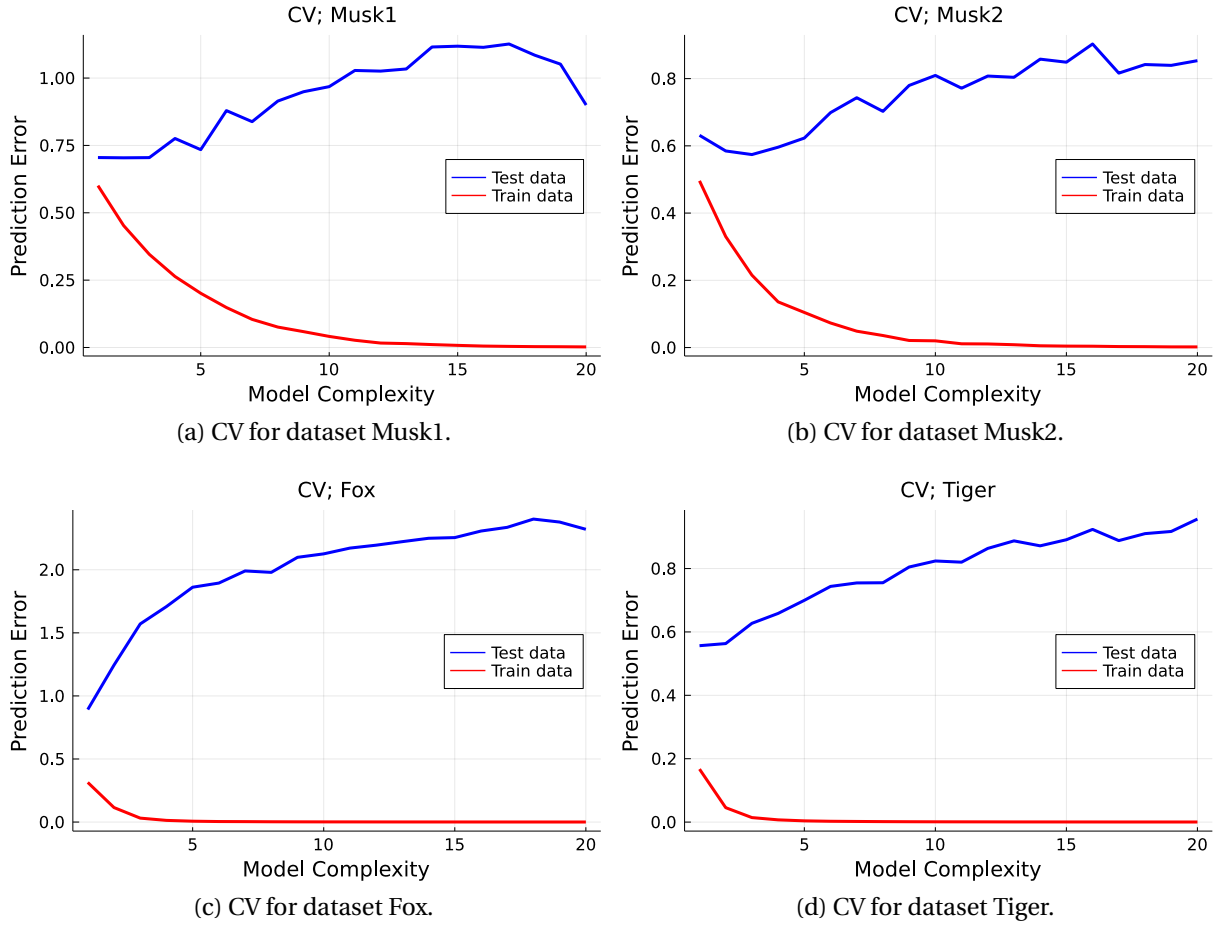 CV; Musk1
Prediction Error
1.00
0.75
0.50
0.25
0.00
Test data
Train data
5 10 15 20
Model Complexity
(a) CV for dataset Musk1.
CV; Musk2
Prediction Error
0.8
0.6
0.4
0.2
0.0
Test data
Train data
5 10 15 20
Model Complexity
(b) CV for dataset Musk2.
CV; Fox
Prediction Error
2.0
1.5
1.0
0.5
0.0
Test data
Train data
5 10 15 20
Model Complexity
(c) CV for dataset Fox.
CV; Tiger
Prediction Error
0.8
0.6
0.4
0.2
0.0
Test data
Train data
5 10 15 20
Model Complexity
(d) CV for dataset Tiger.